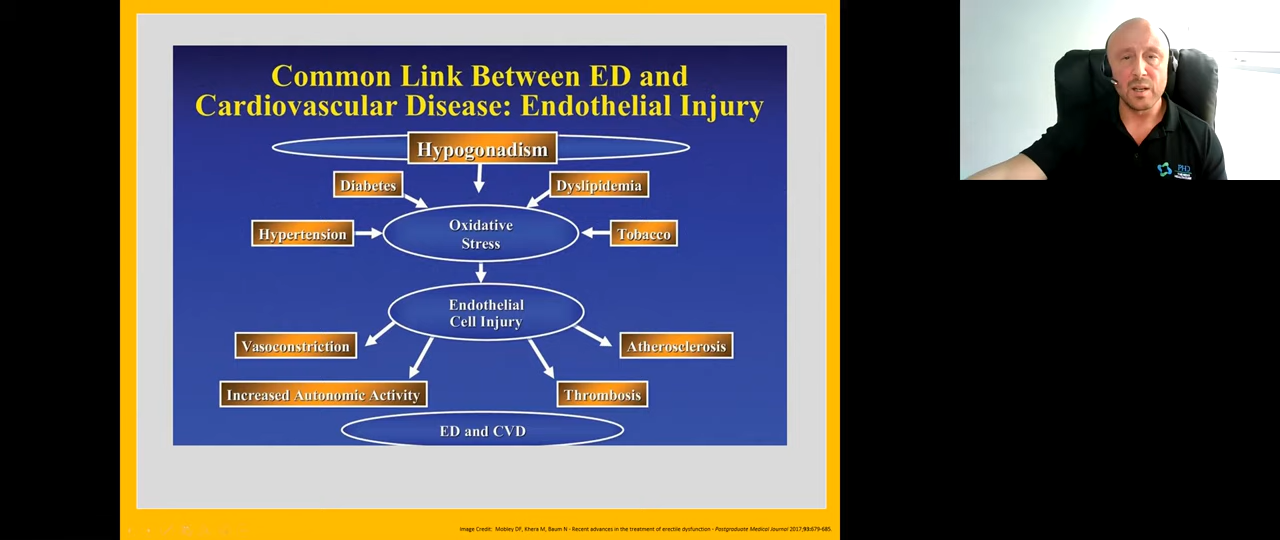 Common Link Between ED and
Cardiovascular Disease: Endothelial Injury
Hypogonadism
Diabetes
Dyslipidemia
Hypertension
Oxidative
Stress
Tobacco
Endothelial
Cell Injury
Vasoconstriction
Atherosclerosis
Increased Autonomic Activity
Thrombosis
ED and CVD
Image Credit: Mobley DF, Khera M, Baum N - Recent advances in the treatment of erectile dysfunction - Postgraduate Medical Journal 2017;93:679-685.
PHD